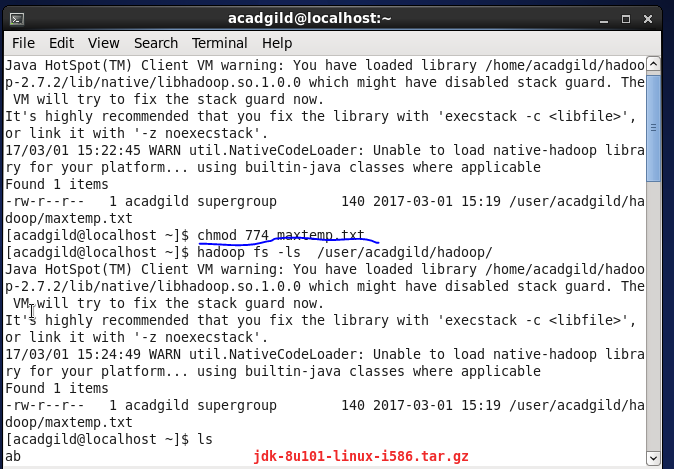 acadgild@localhost:~
File Edit View Search Terminal Help
Java HotSpot(TM) Client VM warning: You have loaded library /home/acadgild/hadoo
p-2.7.2/lib/native/libhadoop.so.1.0.0 which might have disabled stack guard. The
 VM will try to fix the stack guard now.
It's highly recommended that you fix the library with 'execstack -c <libfile>',
or link it with '-z noexecstack'.
17/03/01 15:22:45 WARN util.NativeCodeLoader: Unable to load native-hadoop libra
ry for your platform... using builtin-java classes where applicable
Found 1 items
-rw-r--r--   1 acadgild supergroup        140 2017-03-01 15:19 /user/acadgild/ha
doop/maxtemp.txt
[acadgild@localhost ~]$ chmod 774 maxtemp.txt
[acadgild@localhost ~]$ hadoop fs -ls  /user/acadgild/hadoop/
Java HotSpot(TM) Client VM warning: You have loaded library /home/acadgild/hadoo
p-2.7.2/lib/native/libhadoop.so.1.0.0 which might have disabled stack guard. The
 VM will try to fix the stack guard now.
It's highly recommended that you fix the library with 'execstack -c <libfile>',
or link it with '-z noexecstack'.
17/03/01 15:24:49 WARN util.NativeCodeLoader: Unable to load native-hadoop libra
ry for your platform... using builtin-java classes where applicable
Found 1 items
-rw-r--r--   1 acadgild supergroup        140 2017-03-01 15:19 /user/acadgild/ha
doop/maxtemp.txt
[acadgild@localhost ~]$ ls
ab                            jdk-8u101-linux-i586.tar.gz